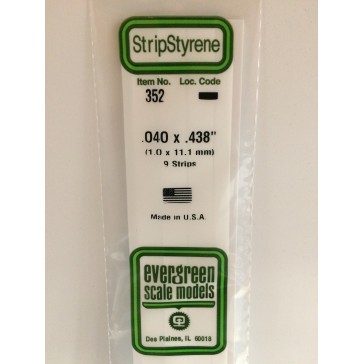 StripStyrene
Item No. Loc. Code
352
.040 x .438"
(1.0 x 11.1 mm)
9 Strips
Made in U.S.A.
evergreen
scale models
Des Plaines, IL 60018